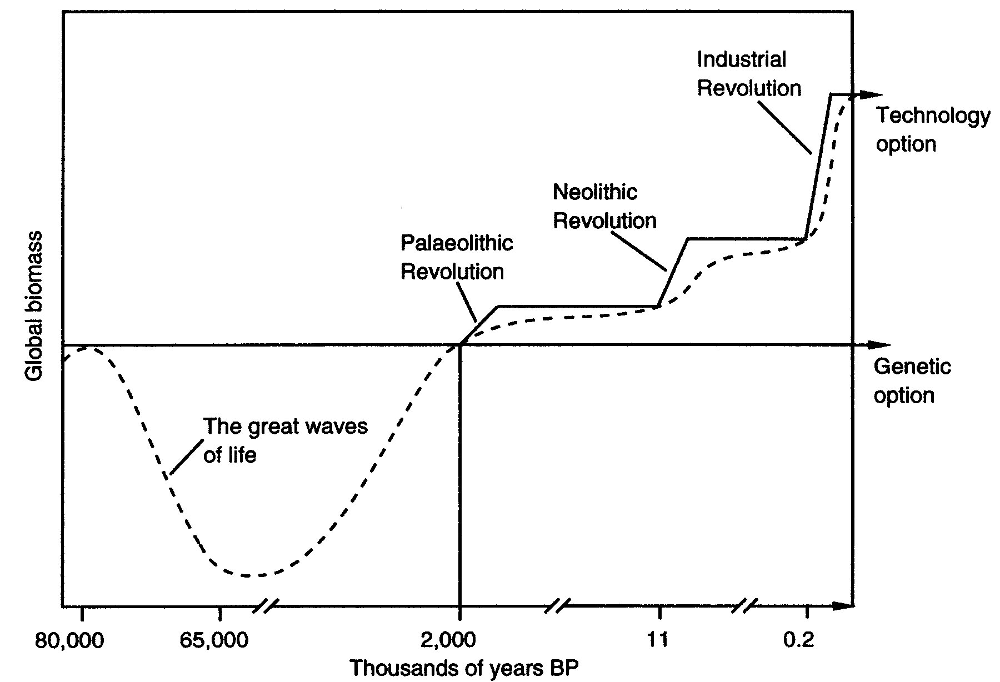 Industrial
Revolution
Technology
option
Neolithic
Revolution
Palaeolithic
Revolution
Global biomass
Genetic
option
The great waves
of life
80,000
65,000
2,000
11
0.2
Thousands of years BP